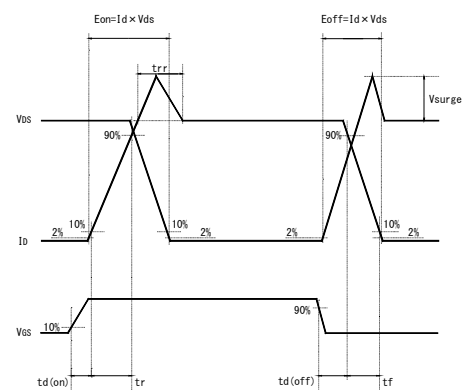 Eon=Id×Vds
Eoff=Id×Vds
trr
Vsurge
VDS
90%
90%
10%
10%
10%
ID
2%
2%
2%
2%
10%
90%
VGS
td(on)
tr
td(off)
tf